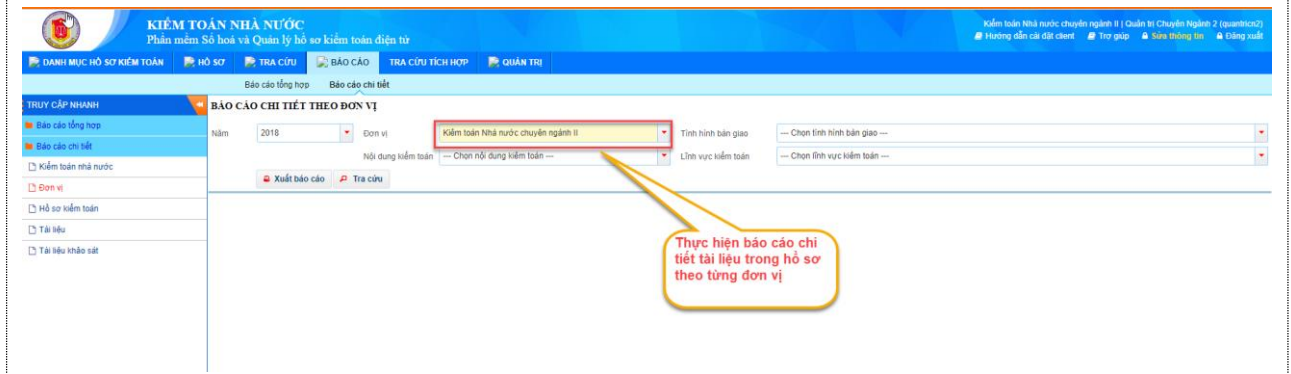 KIỂM TOÁN NHÀ NƯỚC
Phần mềm Số hoá và Quản lý hồ sơ kiểm toán điện tử
Kiểm toán Nhà nước chuyên ngành II | Quản trị Chuyên Ngành 2 (quantricn2)
Hướng dẫn cài đặt client Trợ giúp Sửa thông tin Đăng xuất
DANH MỤC HỒ SƠ KIỂM TOÁN HỒ SƠ TRA CỨU BÁO CÁO TRA CỨU TÍCH HỢP QUẢN TRỊ
Báo cáo tổng hợp Báo cáo chi tiết
TRUY CẬP NHANH
Báo cáo tổng hợp
Báo cáo chi tiết
Kiểm toán nhà nước
Đơn vị
Hồ sơ kiểm toán
Tài liệu
Tài liệu khảo sát
BÁO CÁO CHI TIẾT THEO ĐƠN VỊ
Năm 2018 Đơn vị Kiểm toán Nhà nước chuyên ngành II Tình hình bàn giao --- Chọn tình hình bàn giao ---
Nội dung kiểm toán --- Chọn nội dung kiểm toán --- Lĩnh vực kiểm toán --- Chọn lĩnh vực kiểm toán ---
Xuất báo cáo Tra cứu
Thực hiện báo cáo chi
tiết tài liệu trong hồ sơ
theo từng đơn vị